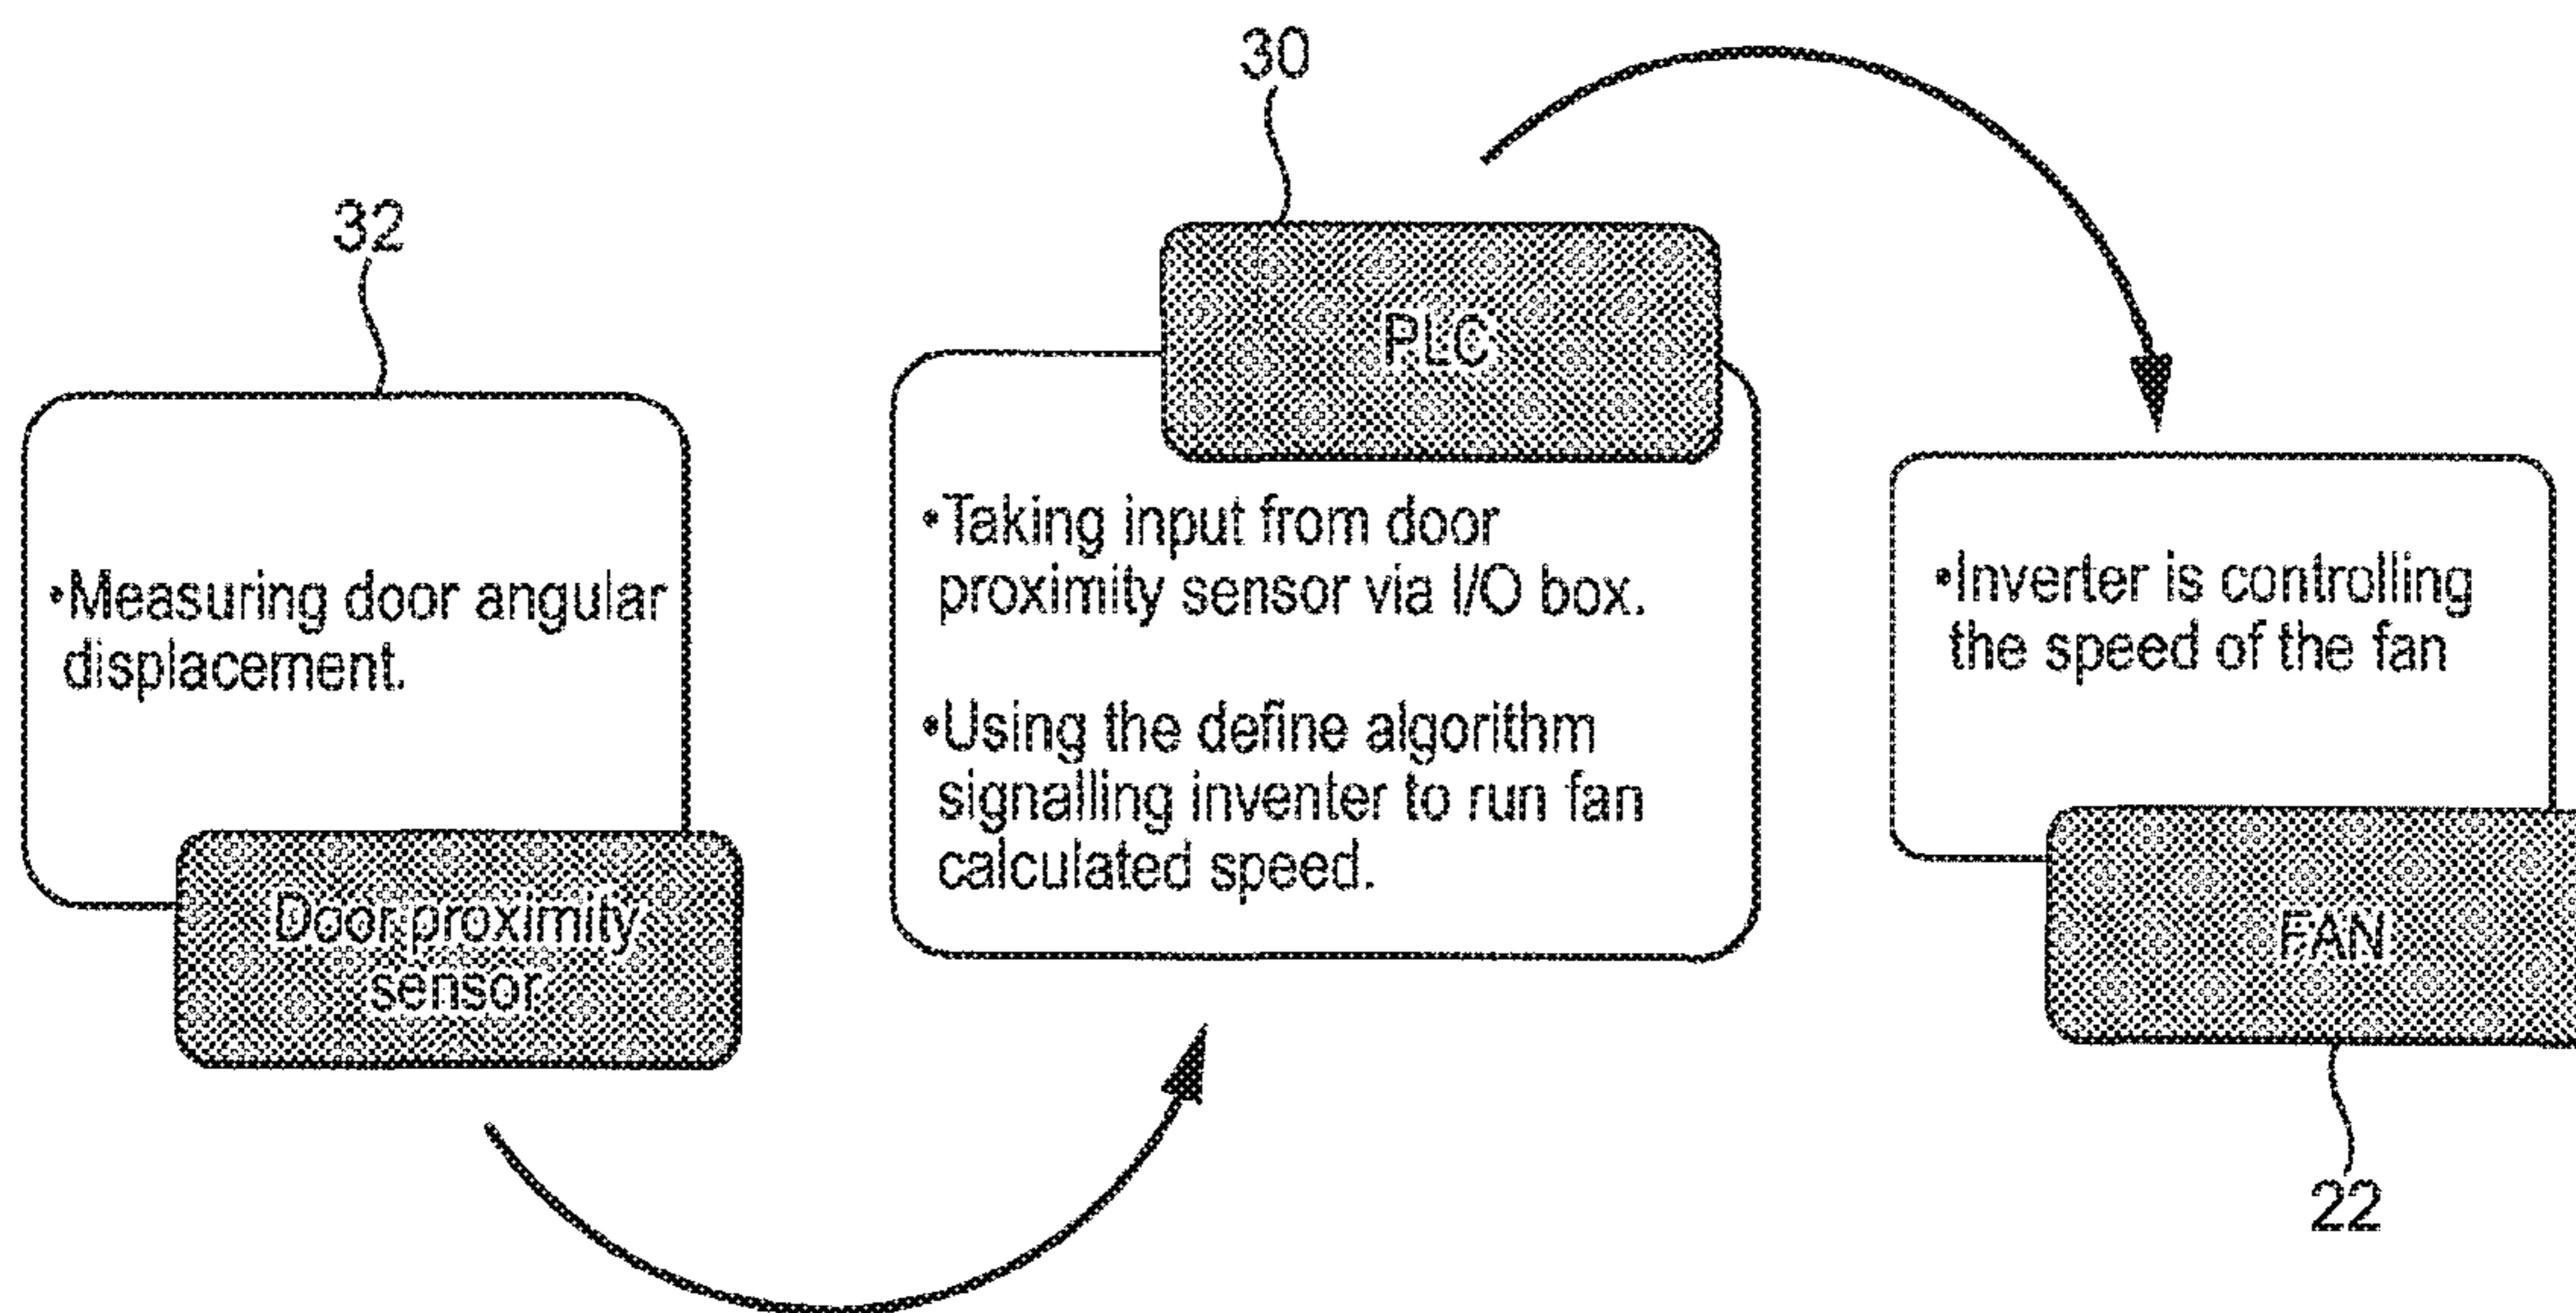 32
•Measuring door angular
displacement.
Door proximity
sensor
30
PLC
•Taking input from door
proximity sensor via I/O box.
•Using the define algorithm
signalling inventer to run fan
calculated speed.
•Inverter is controlling
the speed of the fan
FAN
22